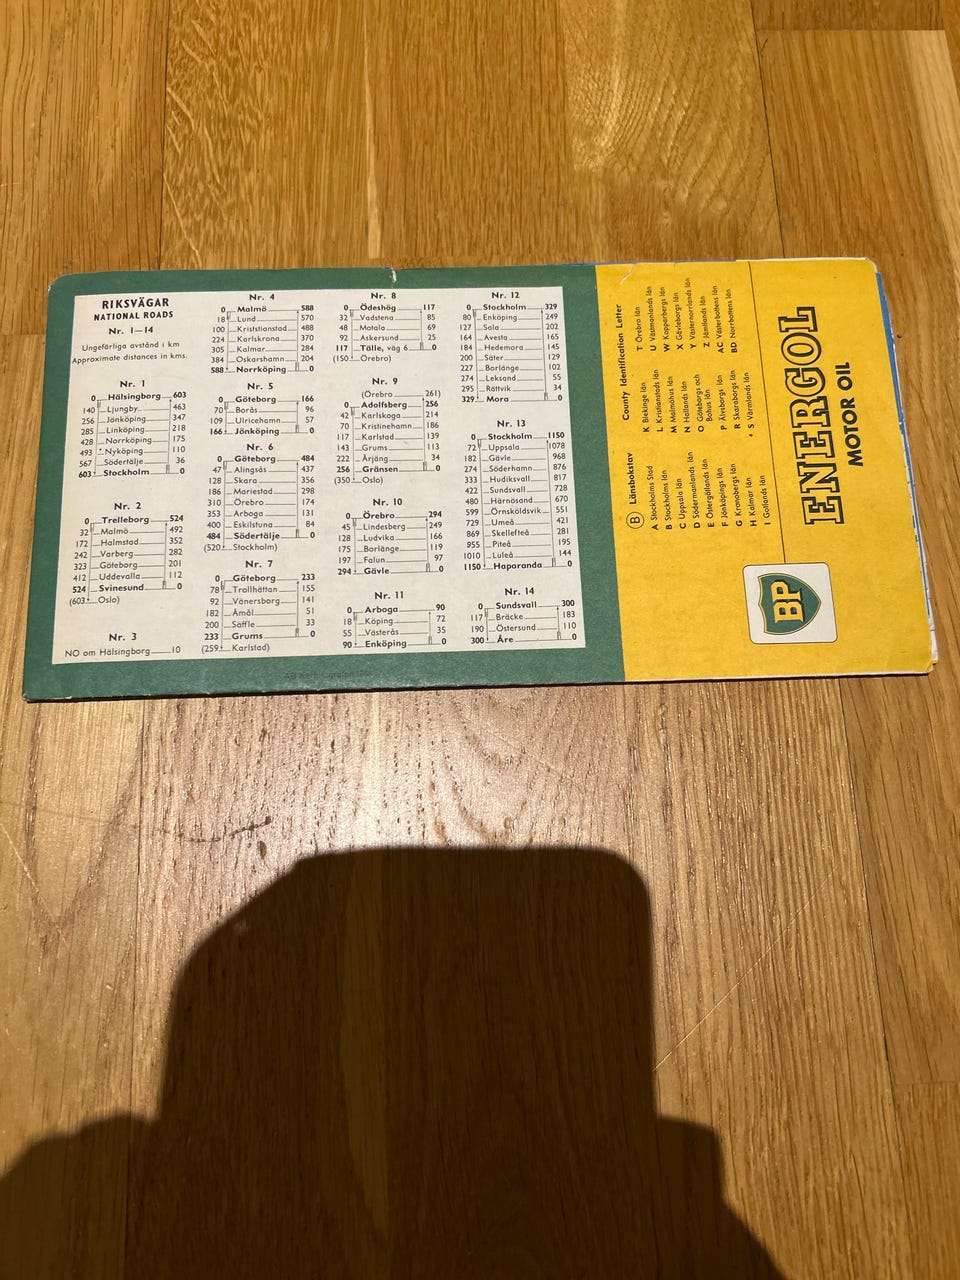 RIKSVÄGAR
NATIONAL ROADS
Nr. 1—14
Ungefärliga avstånd i km
Approximate distances in kms.
Nr. 1
0 Hälsingborg 603
140 Ljungby 463
256 Jönköping 347
285 Linköping 218
428 Norrköping 175
493 Nyköping 110
567 Södertälje 36
603 Stockholm 0
Nr. 2
0 Trelleborg 524
32 Malmö 492
172 Halmstad 352
242 Varberg 282
323 Göteborg 201
412 Uddevalla 112
524 Svinesund 0
(603 Oslo)
Nr. 3
NO om Hälsingborg 10
Nr. 4
0 Malmö 588
18 Lund 570
100 Kriststianstad 488
224 Karlskrona 370
305 Kalmar 284
384 Oskarshamn 204
588 Norrköping 0
Nr. 5
0 Göteborg 166
70 Borås 96
109 Ulricehamn 57
166 Jönköping 0
Nr. 6
0 Göteborg 484
47 Alingsås 437
128 Skara 356
186 Mariestad 298
310 Örebro 174
353 Arboga 131
400 Eskilstuna 84
484 Södertälje 0
(520 Stockholm)
Nr. 7
0 Göteborg 233
78 Trollhättan 155
92 Vänersborg 141
182 Åmål 51
200 Säffle 33
233 Grums 0
(259 Karlstad)
Nr. 8
0 Ödeshög 117
32 Vadstena 85
48 Motala 69
92 Askersund 25
117 Tälle, väg 6 0
(150 Örebro)
Nr. 9
(Örebro 261)
0 Adolfsberg 256
42 Karlskoga 214
70 Kristinehamn 186
117 Karlstad 139
143 Grums 113
222 Årjäng 34
256 Gränsen 0
(350 Oslo)
Nr. 10
0 Örebro 294
45 Lindesberg 249
128 Ludvika 166
175 Borlänge 119
197 Falun 97
294 Gävle 0
Nr. 11
0 Arboga 90
18 Köping 72
55 Västerås 35
90 Enköping 0
Nr. 12
0 Stockholm 329
80 Enköping 249
127 Sala 202
164 Avesta 165
184 Hedemora 145
200 Säter 129
227 Borlänge 102
274 Leksand 55
295 Rättvik 34
329 Mora 0
Nr. 13
0 Stockholm 1150
72 Uppsala 1078
182 Gävle 968
274 Söderhamn 876
333 Hudiksvall 817
422 Sundsvall 728
480 Härnösand 670
599 Örnsköldsvik 551
729 Umeå 421
869 Skellefteå 281
955 Piteå 195
1010 Luleå 144
1150 Haparanda 0
Nr. 14
0 Sundsvall 300
117 Bräcke 183
190 Östersund 110
300 Åre 0
B Länsbokstav County Identification Letter
A Stockholms Stad
B Stockholms län
C Uppsala län
D Södermanlands län
E Östergötlands län
F Jönköpings län
G Kronobergs län
H Kalmar län
I Gotlands län
K Blekinge län
L Kristianstads län
M Malmöhus län
N Hallands län
O Göteborgs och
Bohus län
P Älvsborgs län
R Skaraborgs län
S Värmlands län
T Örebro län
U Västmanlands län
W Kopparbergs län
X Gävleborgs län
Y Västernorrlands län
Z Jämtlands län
AC Västerbottens län
BD Norrbottens län
BP
ENERGOL
MOTOR OIL